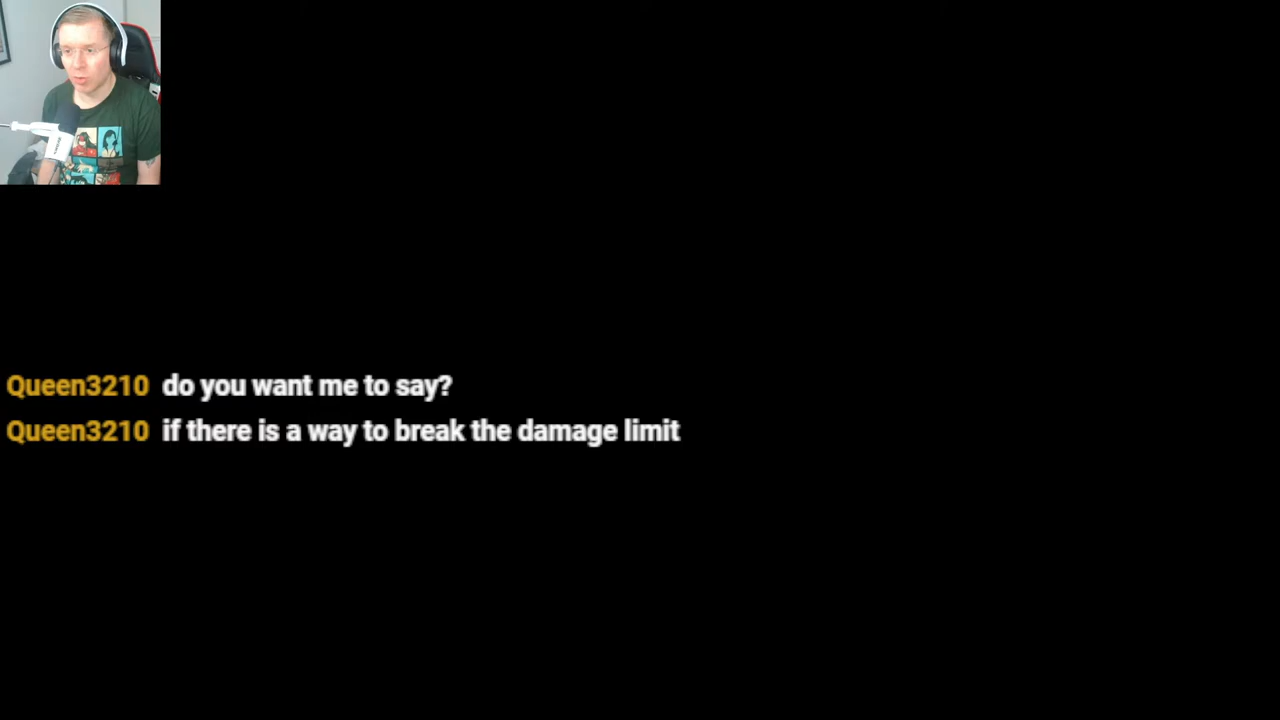 Queen3210 do you want me to say?
Queen3210 if there is a way to break the damage limit